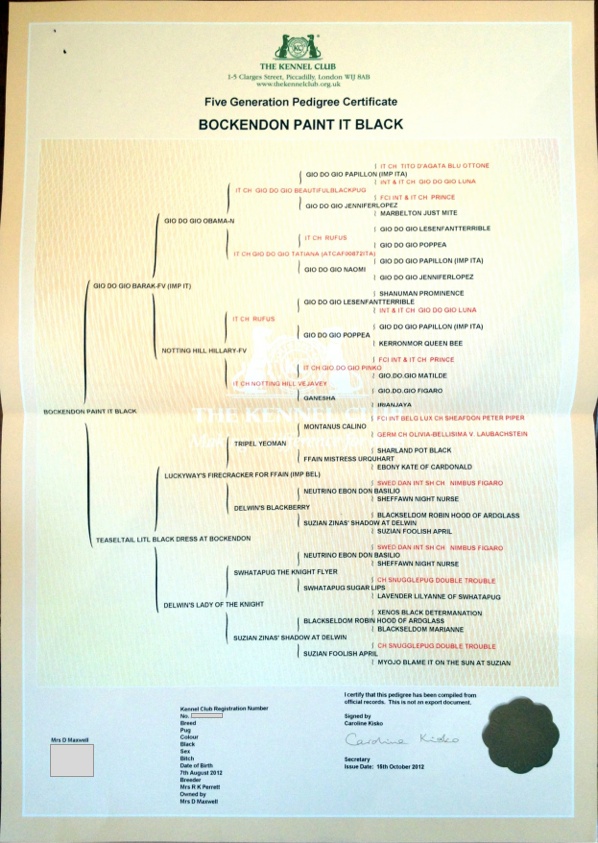 THE KENNEL CLUB
1-5 Clarges Street, Piccadilly, London W1J 8AB
www.thekennelclub.org.uk
Five Generation Pedigree Certificate
BOCKENDON PAINT IT BLACK
IT CH TITO D'AGATA BLU OTTONE
GIO DO GIO PAPILLON (IMP ITA)
INT & IT CH GIO DO GIO LUNA
IT CH GIO DO GIO BEAUTIFULBLACKPUG
FCI INT & IT CH PRINCE
GIO DO GIO JENNIFERLOPEZ
MARBELTON JUST MITE
GIO DO GIO OBAMA-N
GIO DO GIO LESENFANTTERRIBLE
IT CH RUFUS
GIO DO GIO POPPEA
IT CH GIO DO GIO TATIANA (ATCAF00872ITA)
GIO DO GIO PAPILLON (IMP ITA)
GIO DO GIO NAOMI
GIO DO GIO JENNIFERLOPEZ
GIO DO GIO BARAK-FV (IMP IT)
SHANUMAN PROMINENCE
GIO DO GIO LESENFANTTERRIBLE
INT & IT CH GIO DO GIO LUNA
IT CH RUFUS
GIO DO GIO PAPILLON (IMP ITA)
GIO DO GIO POPPEA
KERRONMOR QUEEN BEE
NOTTING HILL HILLARY-FV
FCI INT & IT CH PRINCE
IT CH GIO DO GIO PINKO
GIO.DO.GIO MATILDE
IT CH NOTTING HILL VEJAVEY
GIO.DO.GIO FIGARO
GANESHA
IRIANJAYA
BOCKENDON PAINT IT BLACK
THE KENNEL CLUB
FCI INT BELG LUX CH SHEAFDON PETER PIPER
MONTANUS CALINO
GERM CH OLIVIA-BELLISIMA V. LAUBACHSTEIN
TRIPEL YEOMAN
SHARLAND POT BLACK
FFAIN MISTRESS URQUHART
EBONY KATE OF CARDONALD
LUCKYWAY'S FIRECRACKER FOR FFAIN (IMP BEL)
SWED DAN INT SH CH NIMBUS FIGARO
NEUTRINO EBON DON BASILIO
SHEFFAWN NIGHT NURSE
DELWIN'S BLACKBERRY
BLACKSELDOM ROBIN HOOD OF ARDGLASS
SUZIAN ZINAS' SHADOW AT DELWIN
SUZIAN FOOLISH APRIL
TEASELTAIL LITL BLACK DRESS AT BOCKENDON
SWED DAN INT SH CH NIMBUS FIGARO
NEUTRINO EBON DON BASILIO
SHEFFAWN NIGHT NURSE
SWHATAPUG THE KNIGHT FLYER
CH SNUGGLEPUG DOUBLE TROUBLE
SWHATAPUG SUGAR LIPS
LAVENDER LILYANNE OF SWHATAPUG
DELWIN'S LADY OF THE KNIGHT
XENOS BLACK DETERMANATION
BLACKSELDOM ROBIN HOOD OF ARDGLASS
BLACKSELDOM MARIANNE
SUZIAN ZINAS' SHADOW AT DELWIN
CH SNUGGLEPUG DOUBLE TROUBLE
SUZIAN FOOLISH APRIL
MYOJO BLAME IT ON THE SUN AT SUZIAN
Mrs D Maxwell
Kennel Club Registration Number
No.
Breed
Pug
Colour
Black
Sex
Bitch
Date of Birth
7th August 2012
Breeder
Mrs R K Perrett
Owned by
Mrs D Maxwell
I certify that this pedigree has been compiled from
official records. This is not an export document.
Signed by
Caroline Kisko
Caroline Kisko
Secretary
Issue Date: 15th October 2012